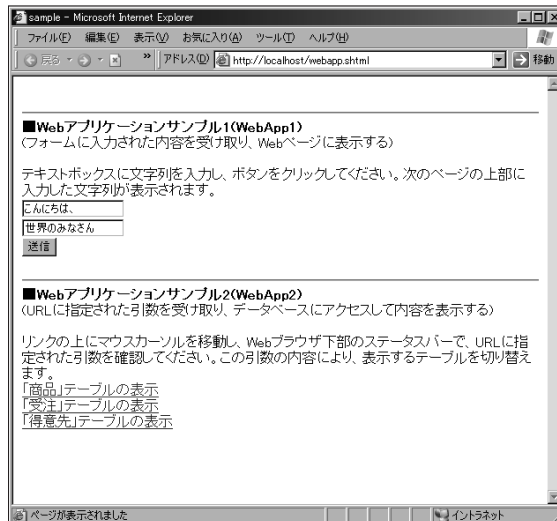 sample - Microsoft Internet Explorer
ファイル(F) 編集(E) 表示(V) お気に入り(A) ツール(T) ヘルプ(H)
戻る » アドレス(D) http://localhost/webapp.shtml 移動
■Webアプリケーションサンプル1(WebApp1)
(フォームに入力された内容を受け取り、Webページに表示する)
テキストボックスに文字列を入力し、ボタンをクリックしてください。次のページの上部に
入力した文字列が表示されます。
こんにちは、
世界のみなさん
送信
■Webアプリケーションサンプル2(WebApp2)
(URLに指定された引数を受け取り、データベースにアクセスして内容を表示する)
リンクの上にマウスカーソルを移動し、Webブラウザ下部のステータスバーで、URLに指
定された引数を確認してください。この引数の内容により、表示するテーブルを切り替え
ます。
「商品」テーブルの表示
「受注」テーブルの表示
「得意先」テーブルの表示
ページが表示されました イントラネット